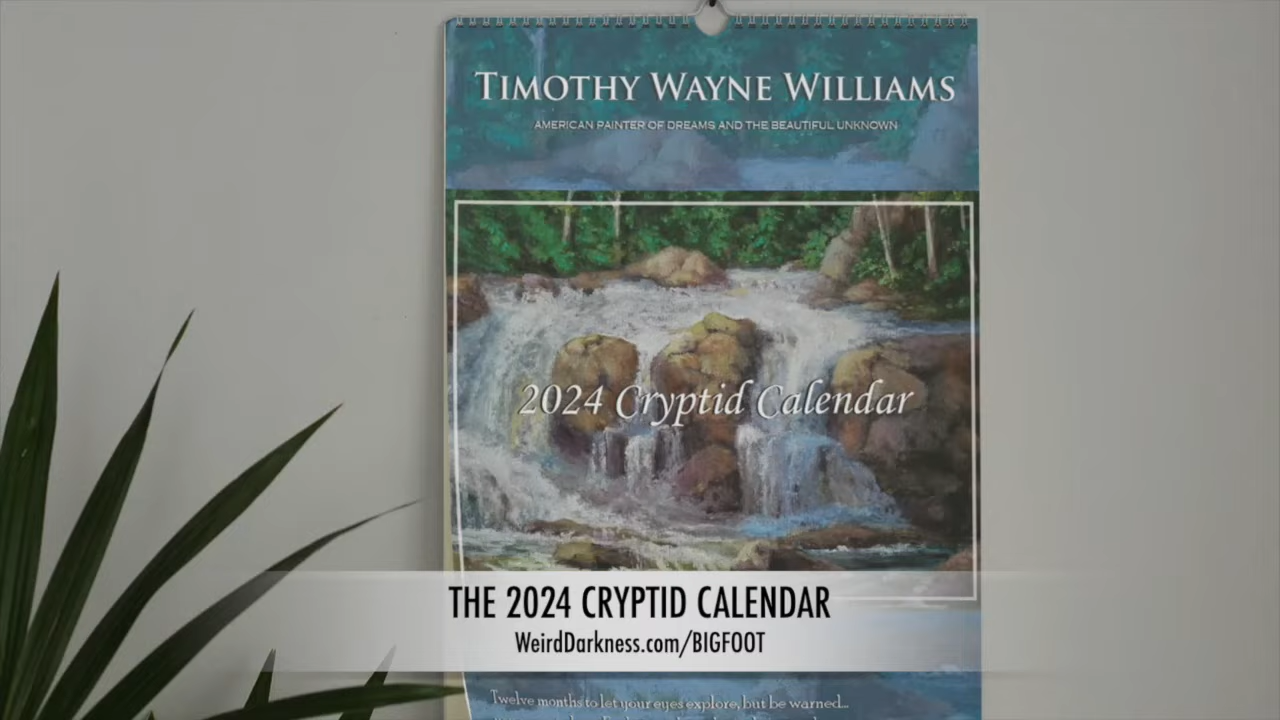 TIMOTHY WAYNE WILLIAMS
AMERICAN PAINTER OF DREAMS AND THE BEAUTIFUL UNKNOWN
2024 Cryptid Calendar
THE 2024 CRYPTID CALENDAR
WeirdDarkness.com/BIGFOOT
Twelve months to let your eyes explore, but be warned...